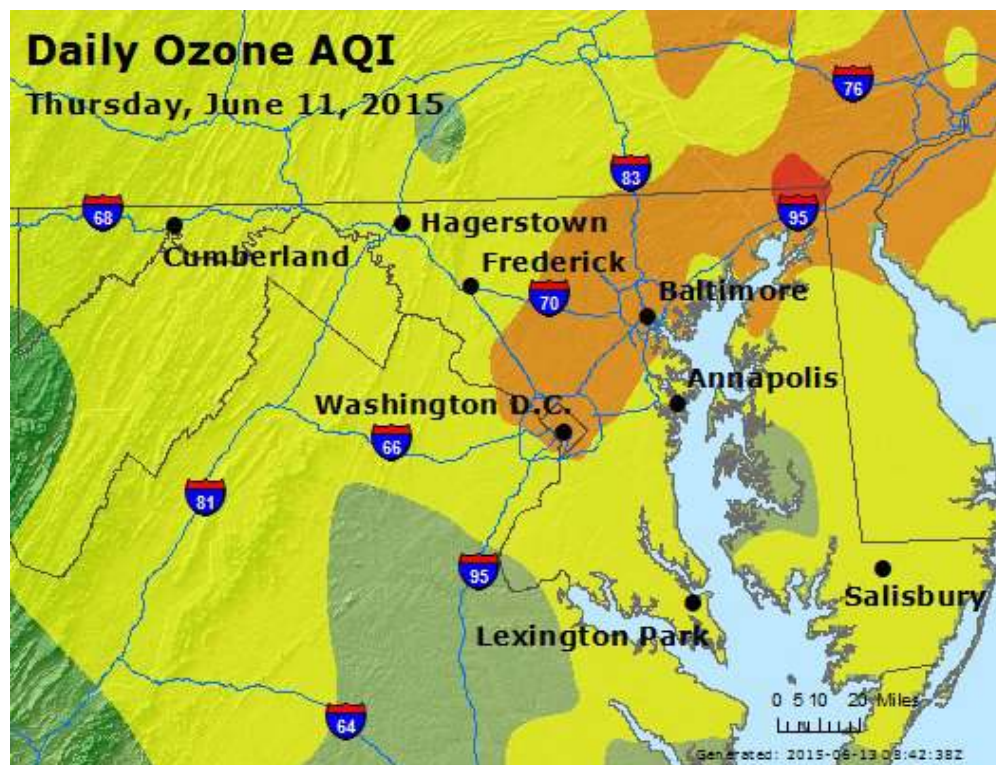 Daily Ozone AQI
Thursday, June 11, 2015
76
83
68
95
Hagerstown
Cumberland
Frederick
70
Baltimore
Annapolis
Washington D.C.
66
81
95
Salisbury
Lexington Park
64
0 5 10 20 Miles
Generated: 2015-06-13 08:42:38Z